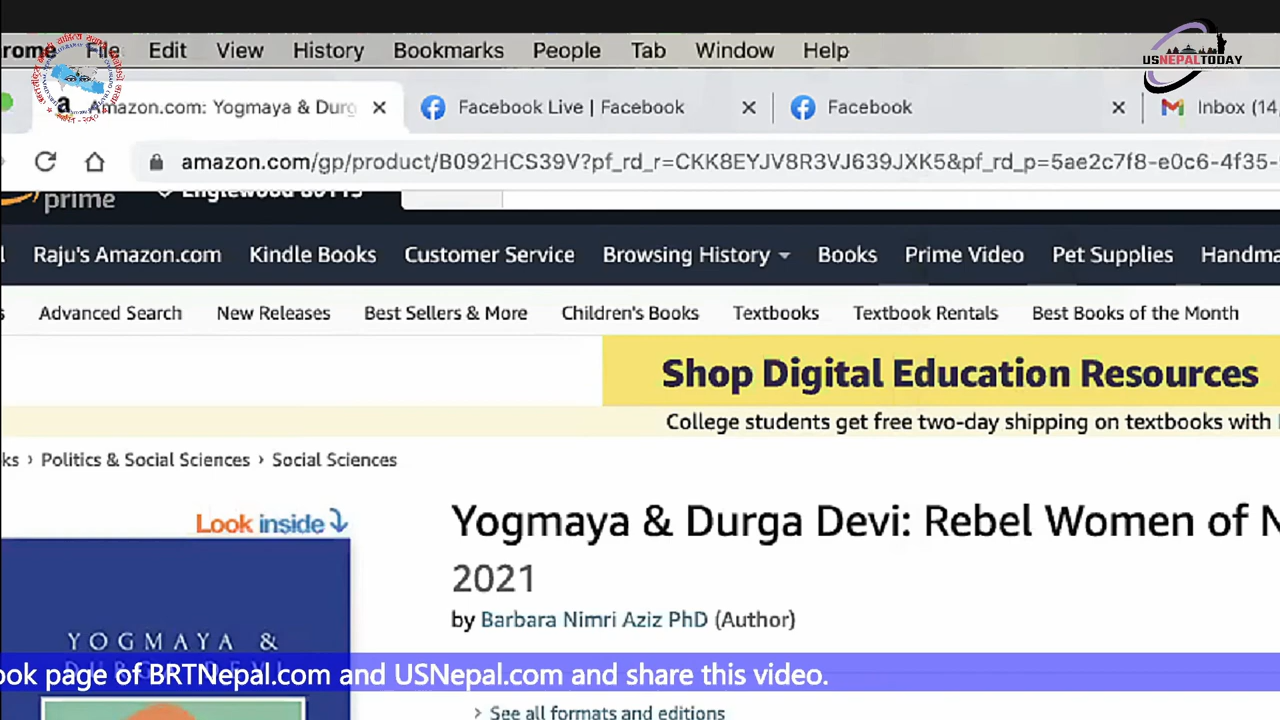 File Edit View History Bookmarks People Tab Window Help
USNEPALTODAY
Amazon.com: Yogmaya & Durg
Facebook Live | Facebook
Facebook
Inbox (14,
amazon.com/gp/product/B092HCS39V?pf_rd_r=CKK8EYJV8R3VJ639JXK5&pf_rd_p=5ae2c7f8-e0c6-4f35-
prime
Englewood 80113
Raju's Amazon.com Kindle Books Customer Service Browsing History Books Prime Video Pet Supplies Handma
Advanced Search New Releases Best Sellers & More Children's Books Textbooks Textbook Rentals Best Books of the Month
Shop Digital Education Resources
College students get free two-day shipping on textbooks with
ks › Politics & Social Sciences › Social Sciences
Look inside
Yogmaya & Durga Devi: Rebel Women of N
2021
by Barbara Nimri Aziz PhD (Author)
YOGMAYA &
DURGA DEVI
ook page of BRTNepal.com and USNepal.com and share this video.
› See all formats and editions